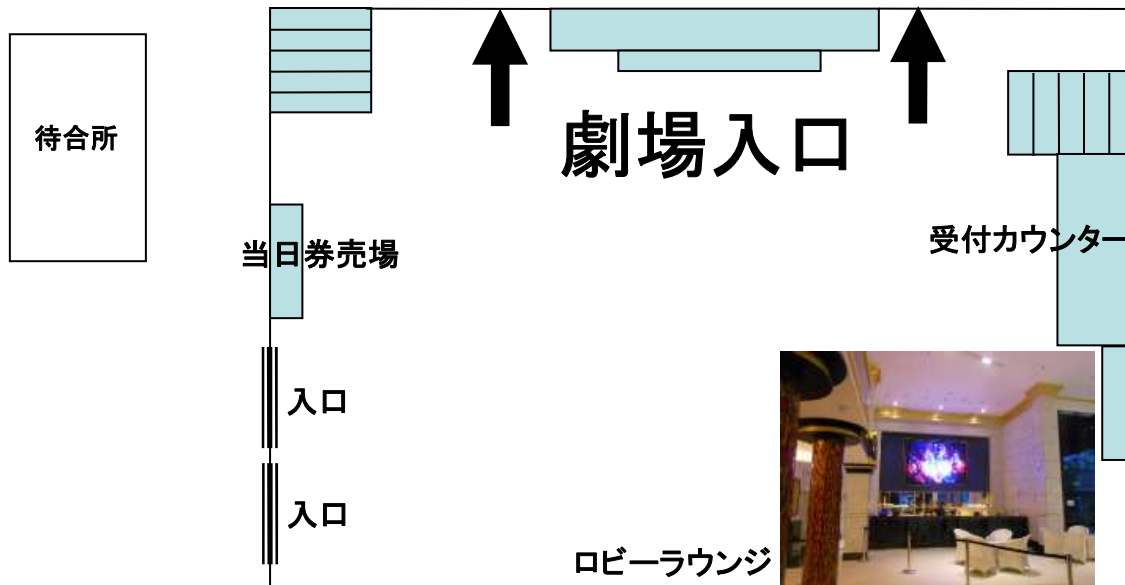 劇場入口
待合所
当日券売場
受付カウンター
入口
入口
ロビーラウンジ